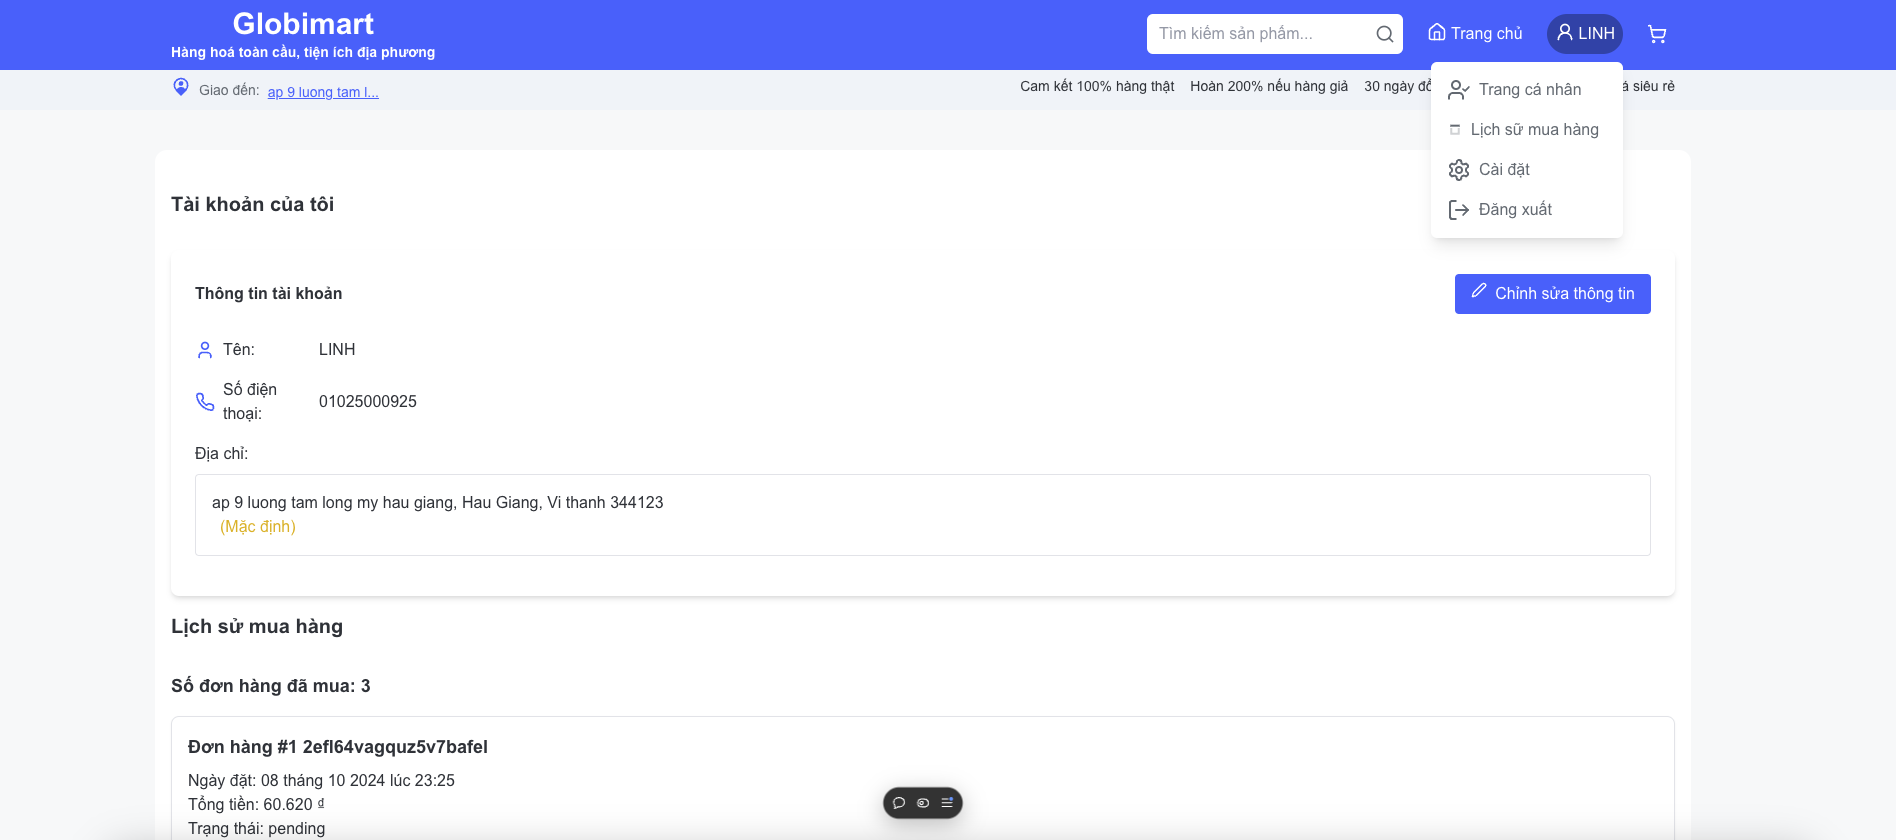 Globimart
Hàng hoá toàn cầu, tiện ích địa phương
Tìm kiếm sản phẩm...
Trang chủ
LINH
Giao đến: ap 9 luong tam l...
Cam kết 100% hàng thật
Hoàn 200% nếu hàng giả
30 ngày đổ
á siêu rẻ
Trang cá nhân
Lịch sữ mua hàng
Cài đặt
Đăng xuất
Tài khoản của tôi
Thông tin tài khoản
Chỉnh sửa thông tin
Tên: LINH
Số điện
thoại:
01025000925
Địa chỉ:
ap 9 luong tam long my hau giang, Hau Giang, Vi thanh 344123
(Mặc định)
Lịch sử mua hàng
Số đơn hàng đã mua: 3
Đơn hàng #1 2efl64vagquz5v7bafel
Ngày đặt: 08 tháng 10 2024 lúc 23:25
Tổng tiền: 60.620 ₫
Trạng thái: pending